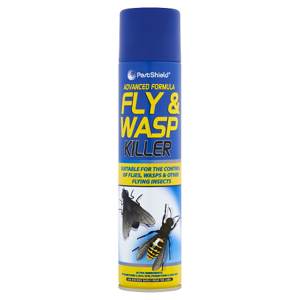 PestShield®
ADVANCED FORMULA
FLY &
WASP
KILLER
SUITABLE FOR THE CONTROL
OF FLIES, WASPS & OTHER
FLYING INSECTS